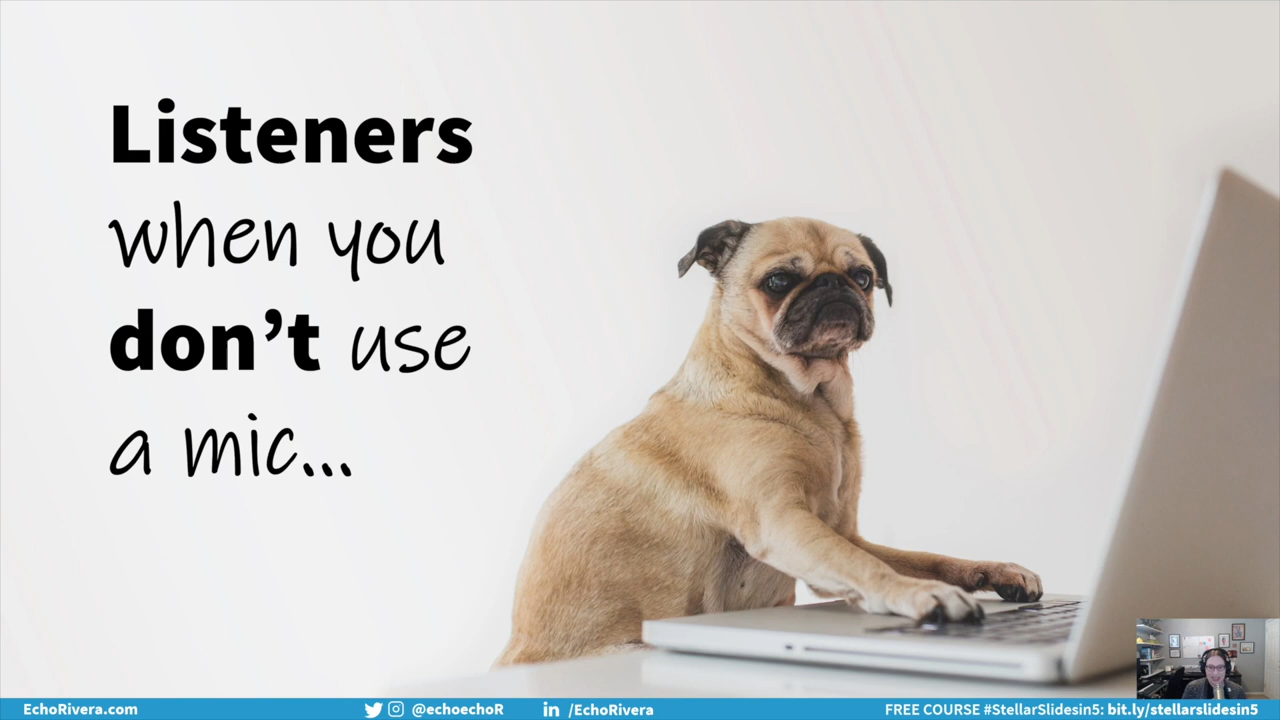 Listeners
when you
don’t use
a mic...
EchoRivera.com
@echoechoR
/EchoRivera
FREE COURSE #StellarSlidesin5: bit.ly/stellarslidesin5